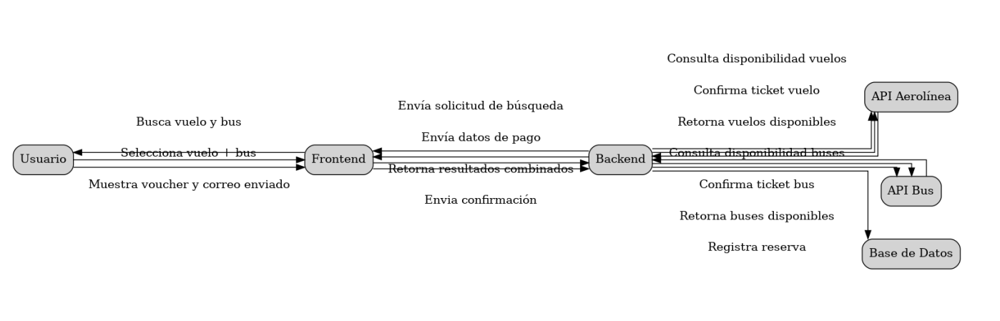 Consulta disponibilidad vuelos
Confirma ticket vuelo
API Aerolínea
Envía solicitud de búsqueda
Busca vuelo y bus
Retorna vuelos disponibles
Envía datos de pago
Selecciona vuelo + bus
Consulta disponibilidad buses
Usuario
Frontend
Backend
Retorna resultados combinados
Muestra voucher y correo enviado
Confirma ticket bus
API Bus
Envia confirmación
Retorna buses disponibles
Registra reserva
Base de Datos